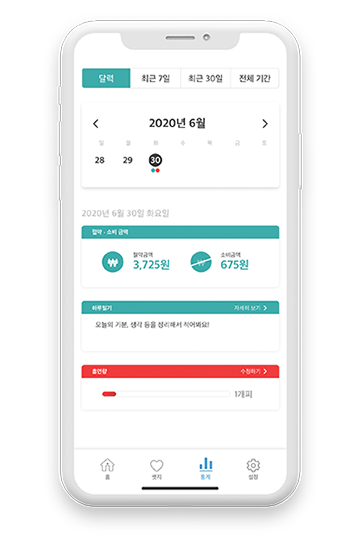 달력 최근 7일 최근 30일 전체 기간
2020년 6월
일 월 화 수 목 금 토
28 29 30
2020년 6월 30일 화요일
절약 · 소비 금액
절약금액 소비금액
3,725원 675원
하루일기 자세히 보기
오늘의 기분, 생각 등을 정리해서 적어봐요!
흡연량 수정하기
1개피
홈 뱃지 통계 설정